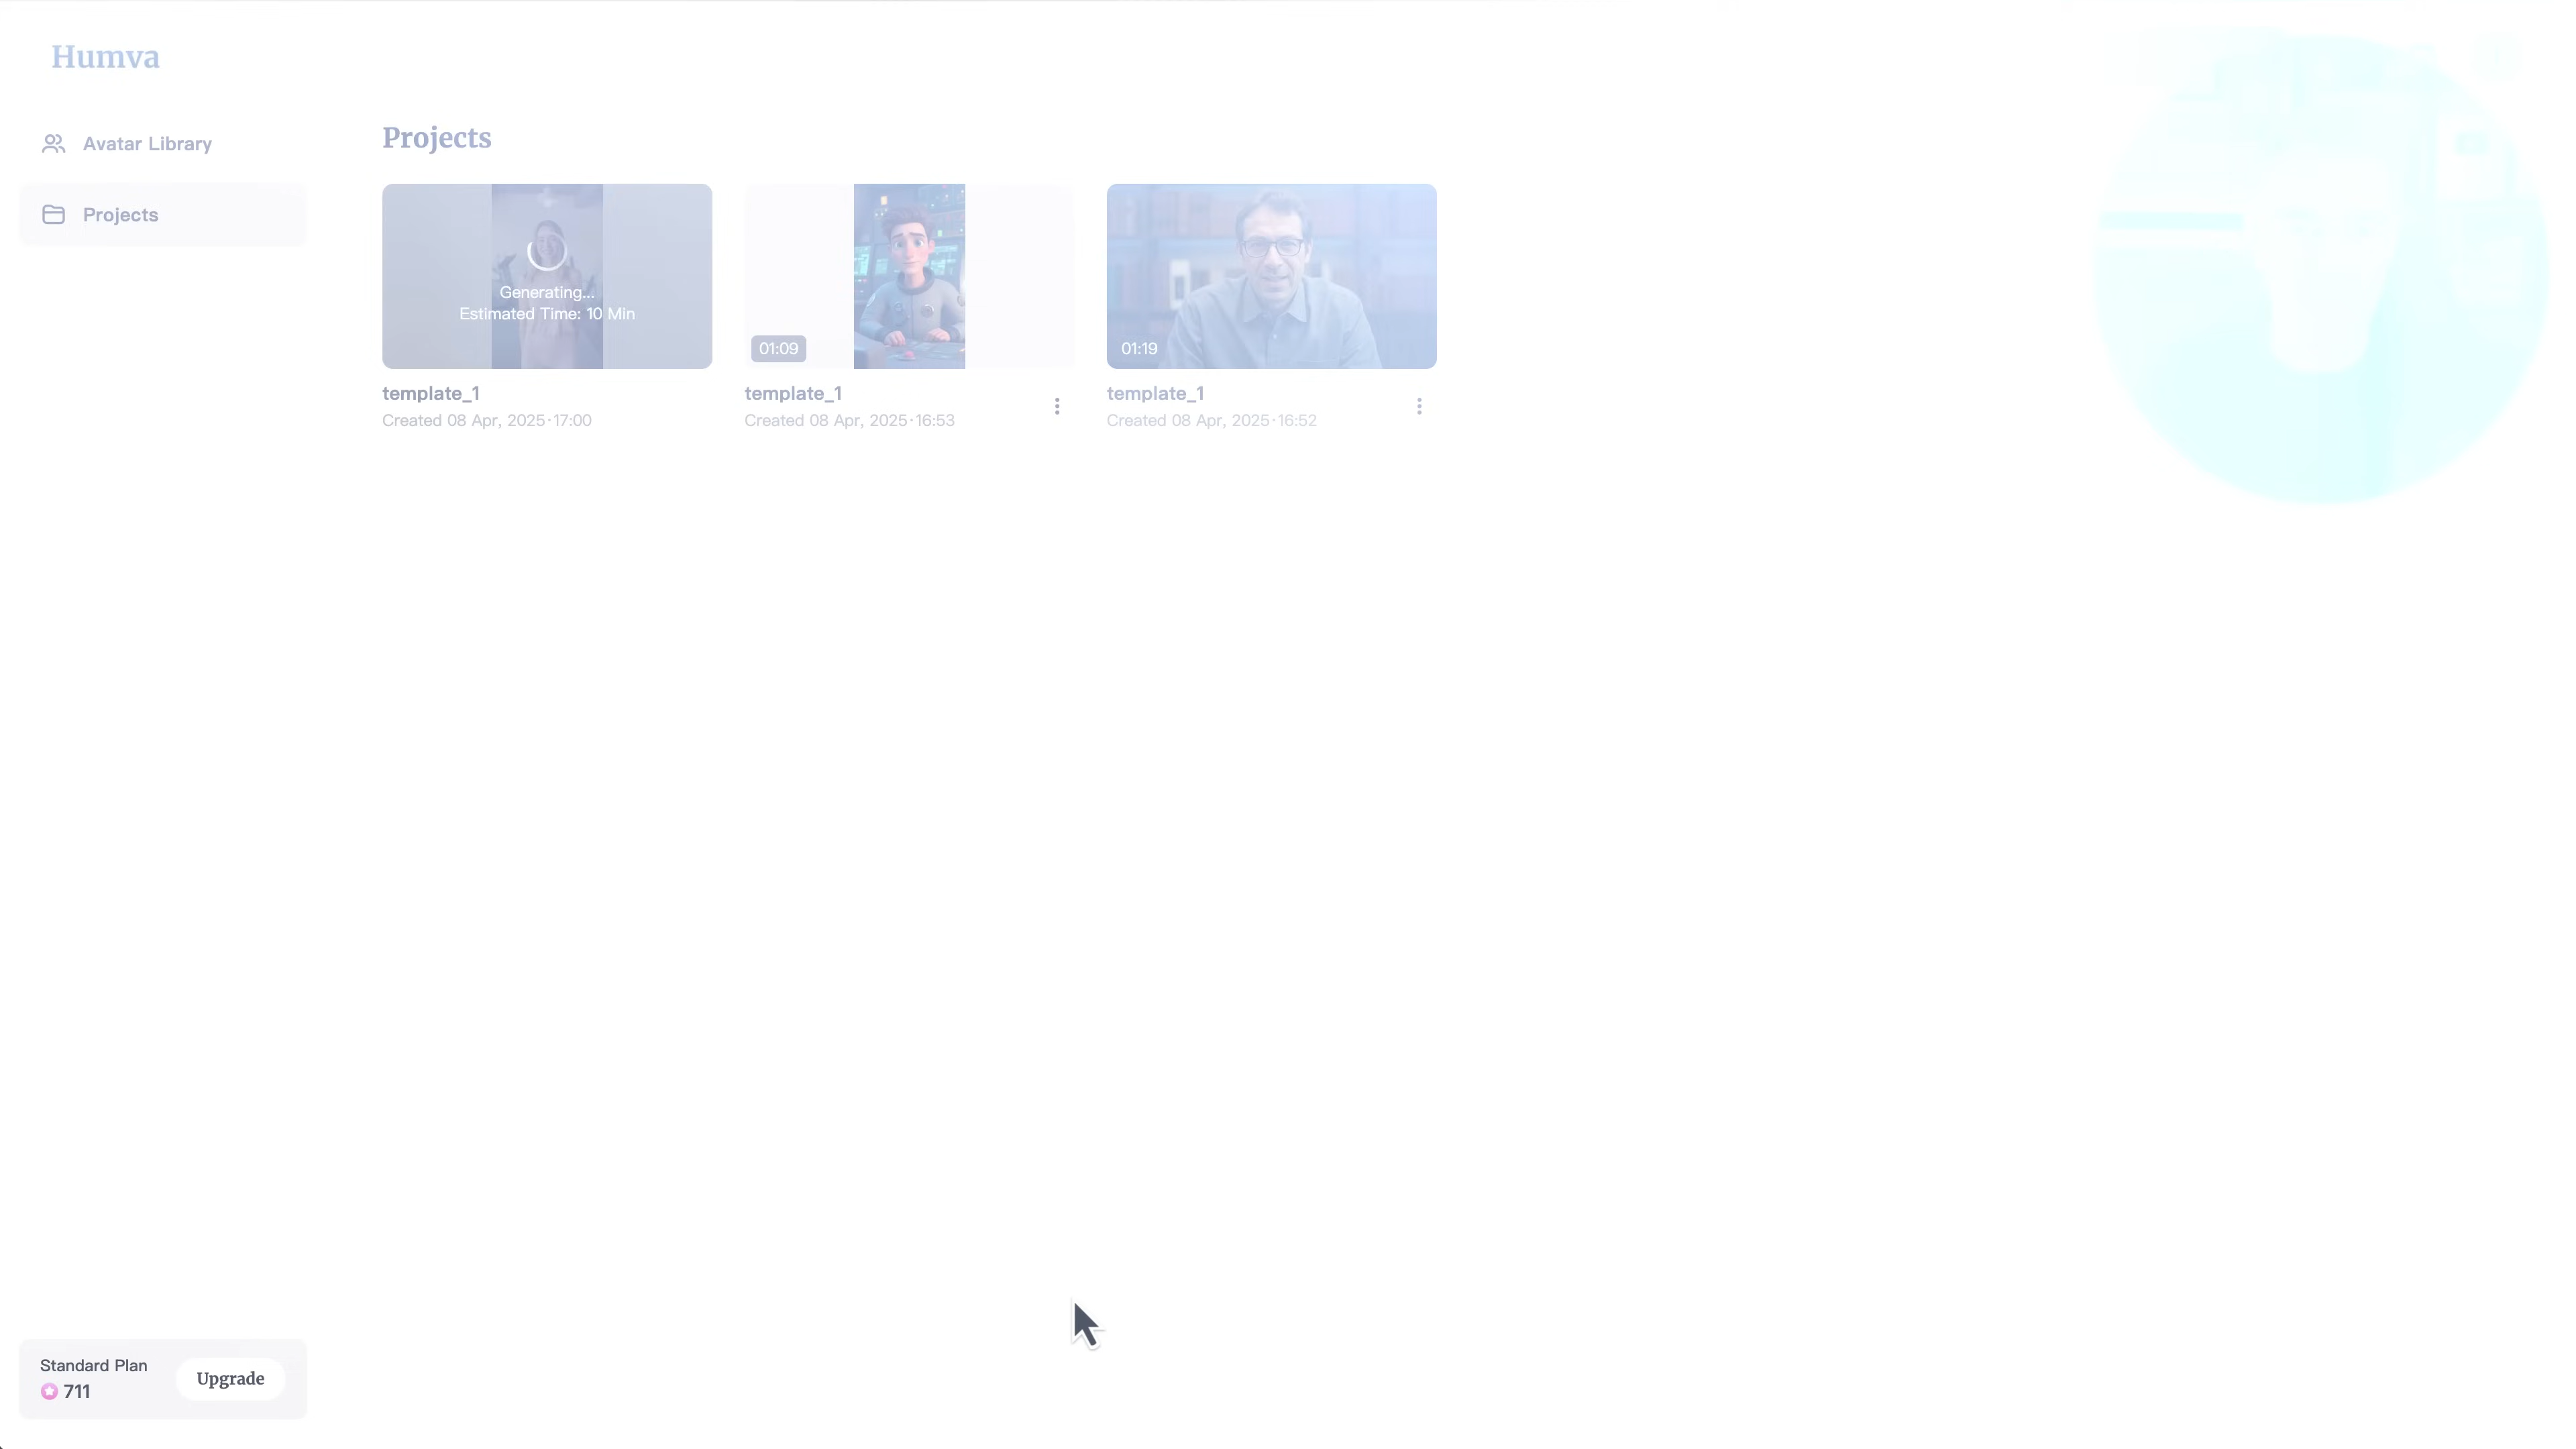 Humva
Avatar Library
Projects
Projects
Generating...
Estimated Time: 10 Min
template_1
Created 08 Apr, 2025·17:00
01:09
template_1
Created 08 Apr, 2025·16:53
01:19
template_1
Created 08 Apr, 2025·16:52
Standard Plan
711
Upgrade